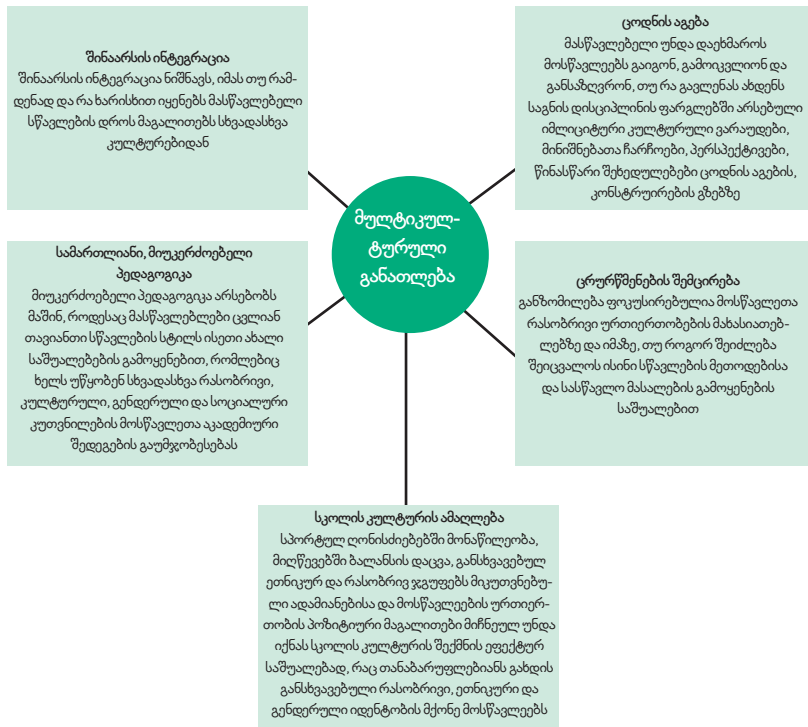 შინაარსის ინტეგრაცია
შინაარსის ინტეგრაცია ნიშნავს, იმას თუ რამ-
დენად და რა ხარისხით იყენებს მასწავლებელი
სწავლების დროს მაგალითებს სხვადასხვა
კულტურებიდან
ცოდნის აგება
მასწავლებელი უნდა დაეხმაროს
მოსწავლეებს გაიგონ, გამოიკვლიონ და
განსაზღვრონ, თუ რა გავლენას ახდენს
საგნის დისციპლინის ფარგლებში არსებული
იმლიციტური კულტურული ვარაუდები,
მინიშნებათა ჩარჩოები, პერსპექტივები,
წინასწარი შეხედულებები ცოდნის აგების,
კონსტრუირების გზებზე
მულტიკულ-
ტურული
განათლება
სამართლიანი, მიუკერძოებელი
პედაგოგიკა
მიუკერძოებელი პედაგოგიკა არსებობს
მაშინ, როდესაც მასწავლებლები ცვლიან
თავიანთი სწავლების სტილს ისეთი ახალი
საშუალებების გამოყენებით, რომლებიც
ხელს უწყობენ სხვადასხვა რასობრივი,
კულტურული, გენდერული და სოციალური
კუთვნილების მოსწავლეთა აკადემიური
შედეგების გაუმჯობესებას
ცრურწმენების შემცირება
განზომილება ფოკუსირებულია მოსწავლეთა
რასობრივი ურთიერთობების მახასიათებ-
ლებზე და იმაზე, თუ როგორ შეიძლება
შეიცვალოს ისინი სწავლების მეთოდებისა
და სასწავლო მასალების გამოყენების
საშუალებით
სკოლის კულტურის ამაღლება
სპორტულ ღონისძიებებში მონაწილეობა,
მიღწევებში ბალანსის დაცვა, განსხვავებულ
ეთნიკურ და რასობრივ ჯგუფებს მიკუთვნებუ-
ლი ადამიანებისა და მოსწავლეების ურთიერ-
თობის პოზიტიური მაგალითები მიჩნეულ უნდა
იქნას სკოლის კულტურის შექმნის ეფექტურ
საშუალებად, რაც თანაბარუფლებიანს გახდის
განსხვავებული რასობრივი, ეთნიკური და
გენდერული იდენტობის მქონე მოსწავლეებს